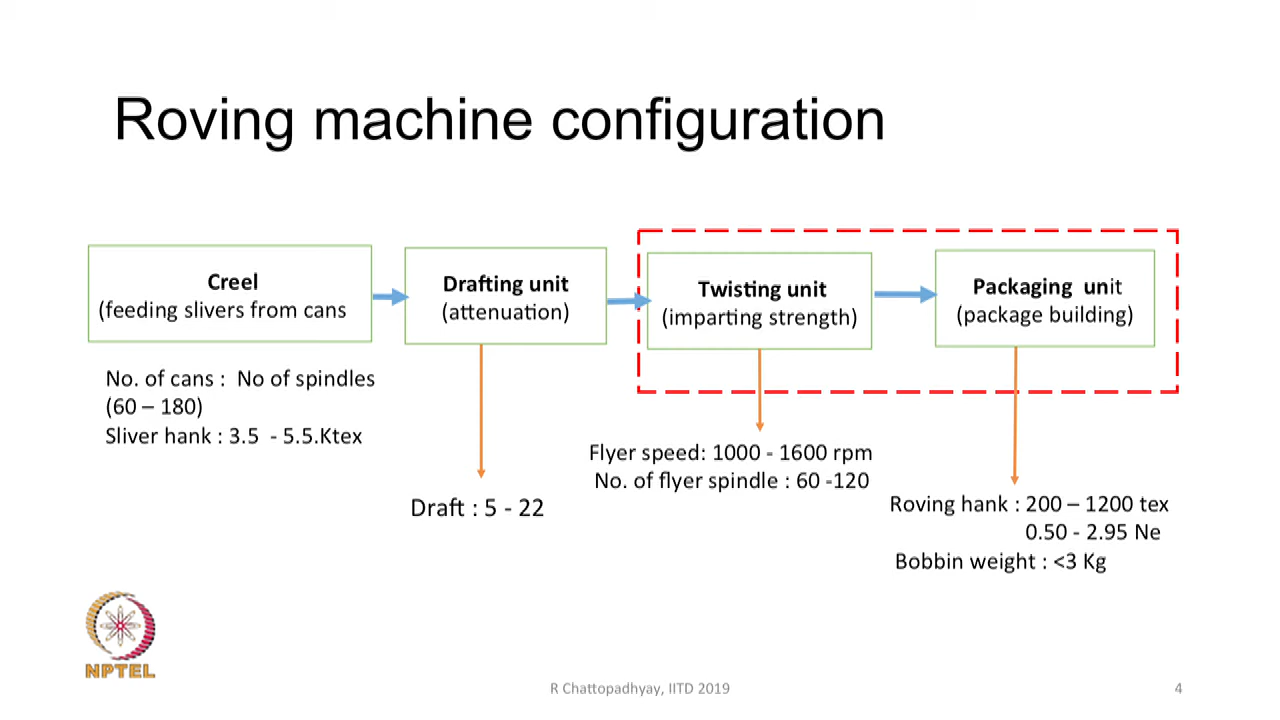 Roving machine configuration
Creel
(feeding slivers from cans
Drafting unit
(attenuation)
Twisting unit
(imparting strength)
Packaging unit
(package building)
No. of cans : No of spindles
(60 – 180)
Sliver hank : 3.5 - 5.5.Ktex
Draft : 5 - 22
Flyer speed: 1000 - 1600 rpm
No. of flyer spindle : 60 -120
Roving hank : 200 – 1200 tex
0.50 - 2.95 Ne
Bobbin weight : <3 Kg
NPTEL
R Chattopadhyay, IITD 2019
4